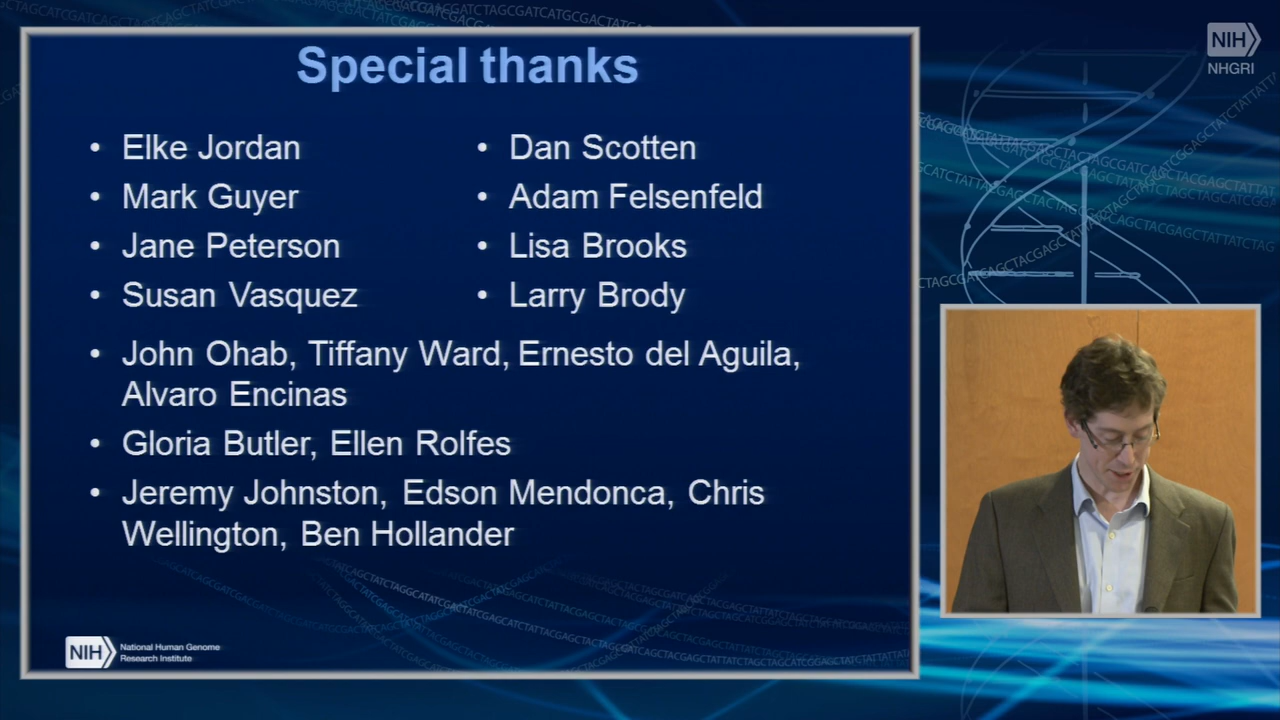 Special thanks
• Elke Jordan
• Mark Guyer
• Jane Peterson
• Susan Vasquez
• Dan Scotten
• Adam Felsenfeld
• Lisa Brooks
• Larry Brody
• John Ohab, Tiffany Ward, Ernesto del Aguila,
Alvaro Encinas
• Gloria Butler, Ellen Rolfes
• Jeremy Johnston, Edson Mendonca, Chris
Wellington, Ben Hollander
NIH
National Human Genome
Research Institute
NIH
NHGRI